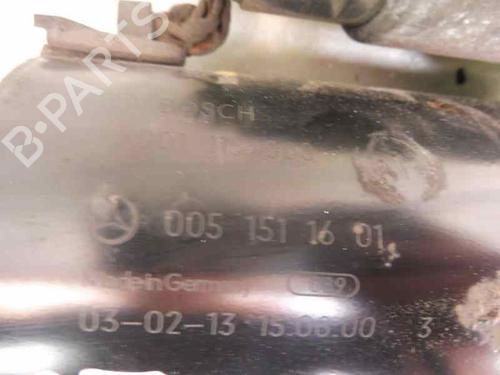 B-PARTS
BOSCH
005 151 16 01
Made in Germany
03-02-13 15.08.00 3